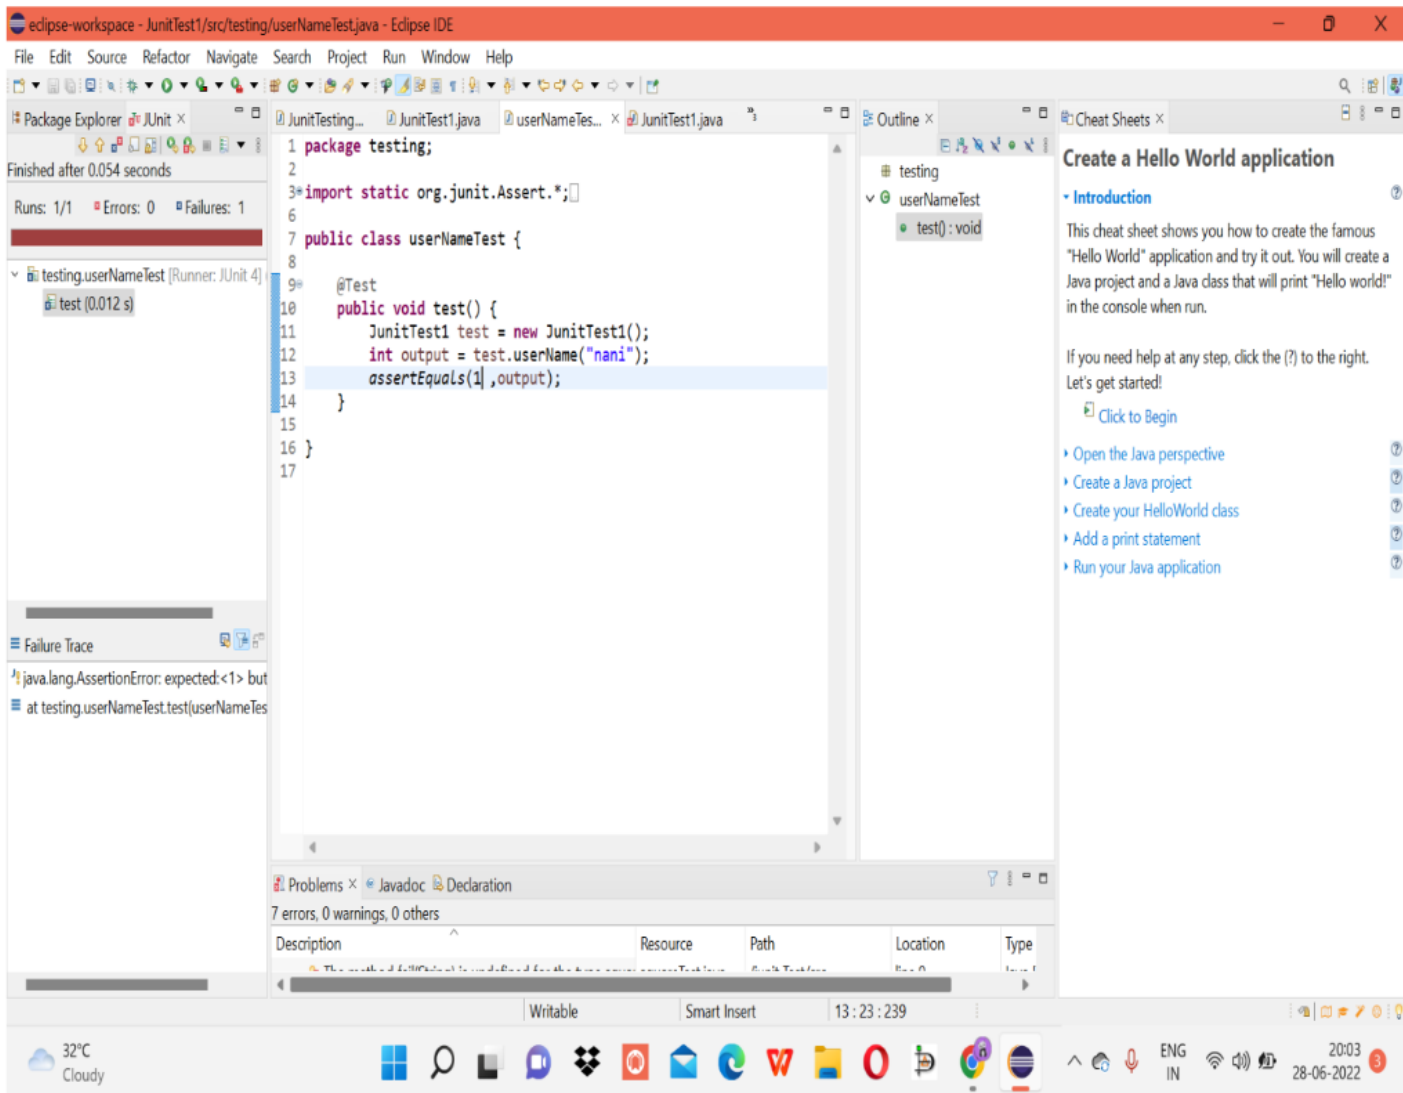 eclipse-workspace - JunitTest1/src/testing/userNameTest.java - Eclipse IDE
File Edit Source Refactor Navigate Search Project Run Window Help
Package Explorer JUnit
Finished after 0.054 seconds
Runs: 1/1 Errors: 0 Failures: 1
testing.userNameTest [Runner: JUnit 4]
test (0.012 s)
Failure Trace
java.lang.AssertionError: expected:<1> but
at testing.userNameTest.test(userNameTes
JunitTesting... JunitTest1.java userNameTes... JunitTest1.java
1 package testing;
2
3 import static org.junit.Assert.*;
6
7 public class userNameTest {
8
9 @Test
10 public void test() {
11 JunitTest1 test = new JunitTest1();
12 int output = test.userName("nani");
13 assertEquals(1 ,output);
14 }
15
16 }
17
Outline
testing
userNameTest
test() : void
Cheat Sheets
Create a Hello World application
Introduction
This cheat sheet shows you how to create the famous
"Hello World" application and try it out. You will create a
Java project and a Java class that will print "Hello world!"
in the console when run.
If you need help at any step, click the (?) to the right.
Let's get started!
Click to Begin
Open the Java perspective
Create a Java project
Create your HelloWorld class
Add a print statement
Run your Java application
Problems Javadoc Declaration
7 errors, 0 warnings, 0 others
Description Resource Path Location Type
Writable Smart Insert 13 : 23 : 239
32°C
Cloudy
ENG
IN
20:03
28-06-2022
3